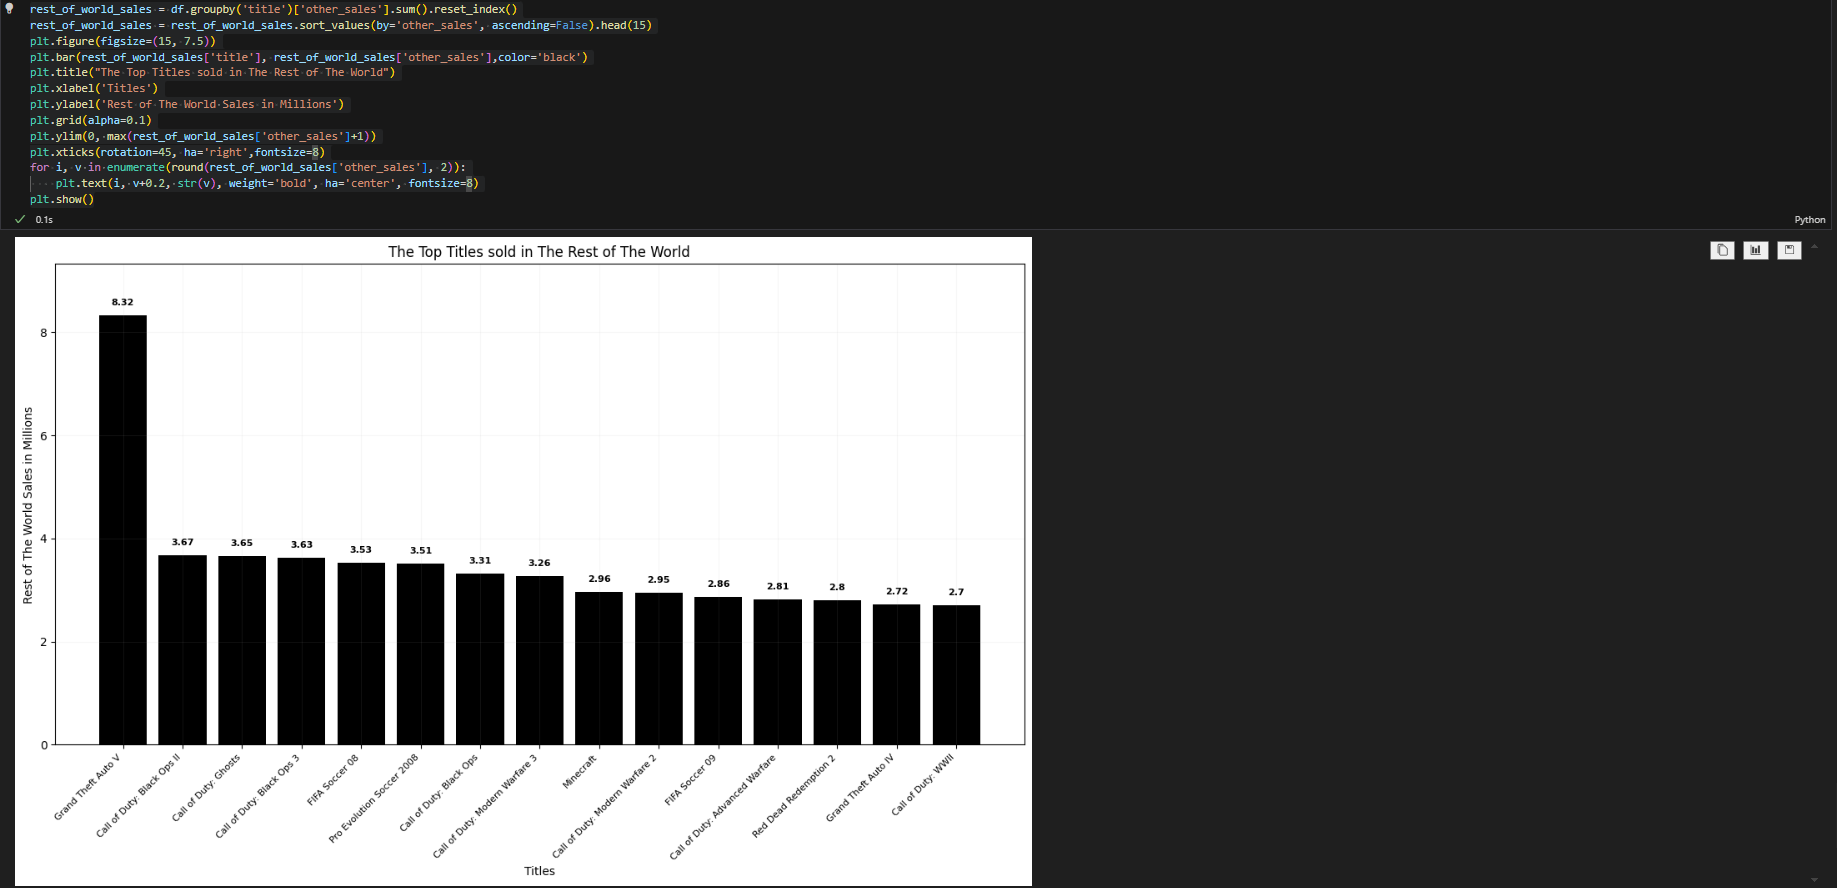 rest_of_world_sales = df.groupby('title')['other_sales'].sum().reset_index()
rest_of_world_sales = rest_of_world_sales.sort_values(by='other_sales', ascending=False).head(15)
plt.figure(figsize=(15, 7.5))
plt.bar(rest_of_world_sales['title'], rest_of_world_sales['other_sales'],color='black')
plt.title("The Top Titles sold in The Rest of The World")
plt.xlabel('Titles')
plt.ylabel('Rest of The World Sales in Millions')
plt.grid(alpha=0.1)
plt.ylim(0, max(rest_of_world_sales['other_sales']+1))
plt.xticks(rotation=45, ha='right',fontsize=8)
for i, v in enumerate(round(rest_of_world_sales['other_sales'], 2)):
    plt.text(i, v+0.2, str(v), weight='bold', ha='center', fontsize=8)
plt.show()
0.1s
Python
The Top Titles sold in The Rest of The World
Rest of The World Sales in Millions
8
6
4
2
0
8.32
3.67
3.65
3.63
3.53
3.51
3.31
3.26
2.96
2.95
2.86
2.81
2.8
2.72
2.7
Grand Theft Auto V
Call of Duty: Black Ops II
Call of Duty: Ghosts
Call of Duty: Black Ops 3
FIFA Soccer 08
Pro Evolution Soccer 2008
Call of Duty: Black Ops
Call of Duty: Modern Warfare 3
Minecraft
Call of Duty: Modern Warfare 2
FIFA Soccer 09
Call of Duty: Advanced Warfare
Red Dead Redemption 2
Grand Theft Auto IV
Call of Duty: WWII
Titles